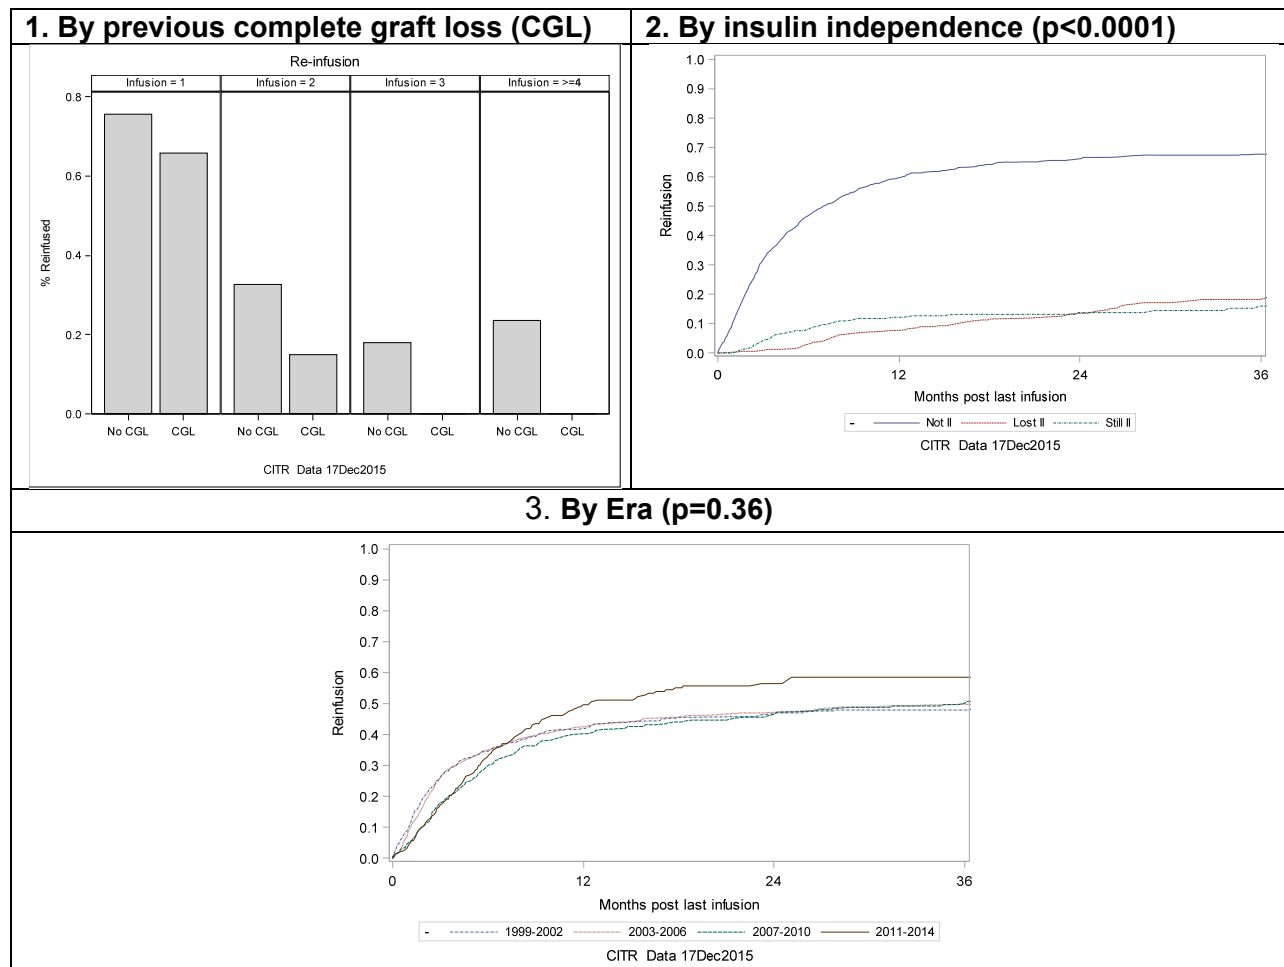 1. By previous complete graft loss (CGL)
Re-infusion
Infusion = 1
Infusion = 2
Infusion = 3
Infusion = >=4
% Reinfused
0.8
0.6
0.4
0.2
0.0
No CGL
CGL
No CGL
CGL
No CGL
CGL
No CGL
CGL
CITR Data 17Dec2015
2. By insulin independence (p<0.0001)
Reinfusion
1.0
0.9
0.8
0.7
0.6
0.5
0.4
0.3
0.2
0.1
0.0
0
12
24
36
Months post last infusion
- Not II Lost II Still II
CITR Data 17Dec2015
3. By Era (p=0.36)
Reinfusion
1.0
0.9
0.8
0.7
0.6
0.5
0.4
0.3
0.2
0.1
0.0
0
12
24
36
Months post last infusion
- 1999-2002 2003-2006 2007-2010 2011-2014
CITR Data 17Dec2015